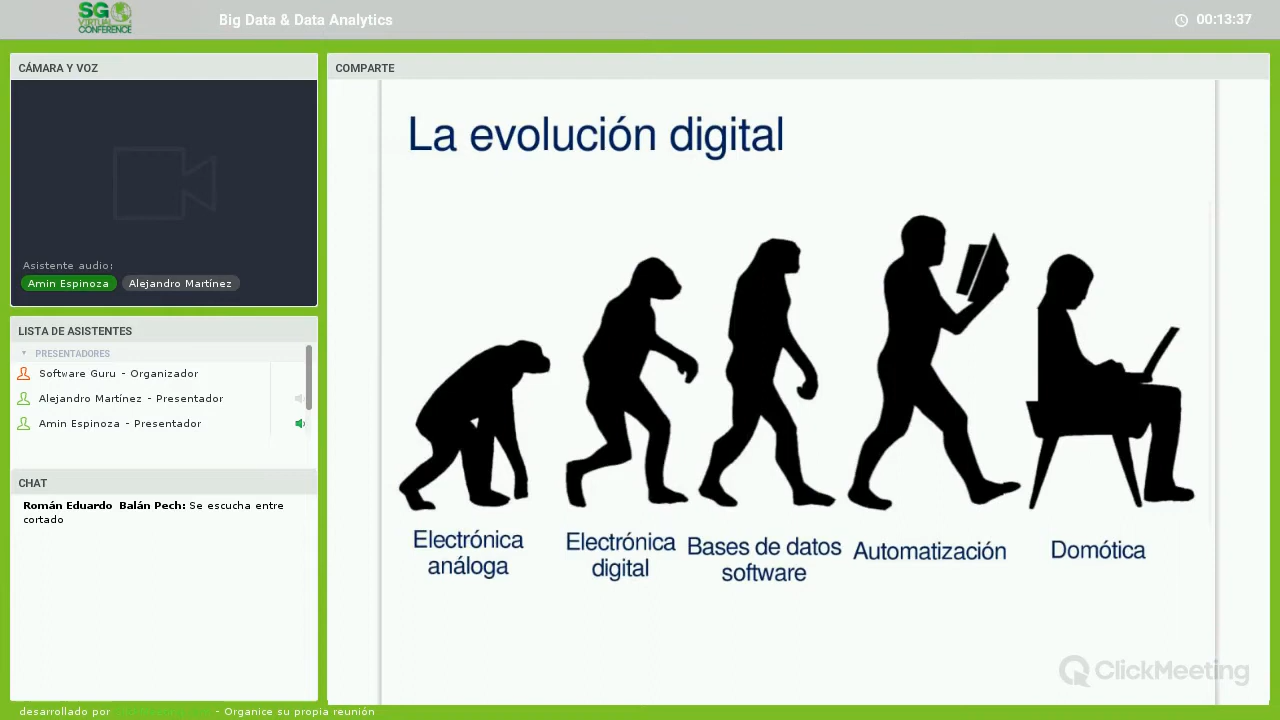 SG
VIRTUAL
CONFERENCE
Big Data & Data Analytics
00:13:37
CÁMARA Y VOZ
Asistente audio:
Amin Espinoza
Alejandro Martínez
LISTA DE ASISTENTES
PRESENTADORES
Software Guru - Organizador
Alejandro Martínez - Presentador
Amin Espinoza - Presentador
CHAT
Román Eduardo Balán Pech: Se escucha entre
cortado
COMPARTE
La evolución digital
Electrónica
análoga
Electrónica
digital
Bases de datos
software
Automatización
Domótica
ClickMeeting
desarrollado por
- Organice su propia reunión